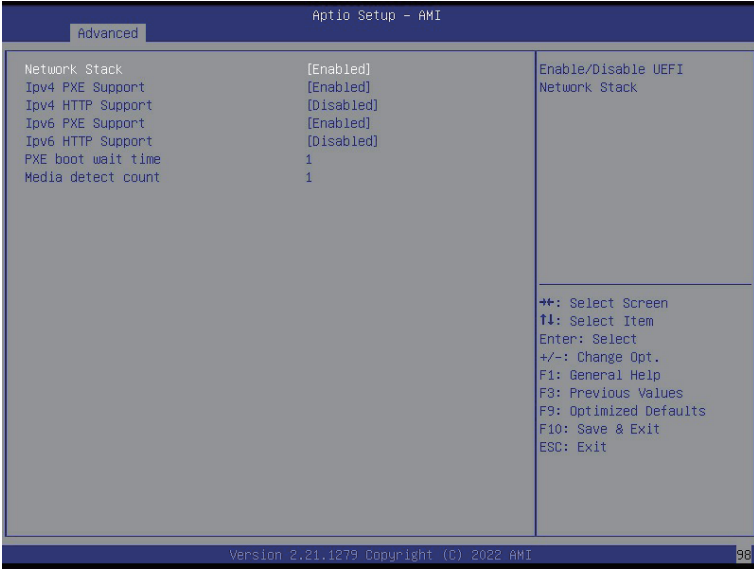 Aptio Setup – AMI
Advanced
Network Stack [Enabled]
Ipv4 PXE Support [Enabled]
Ipv4 HTTP Support [Disabled]
Ipv6 PXE Support [Enabled]
Ipv6 HTTP Support [Disabled]
PXE boot wait time 1
Media detect count 1
Enable/Disable UEFI
Network Stack
→←: Select Screen
↑↓: Select Item
Enter: Select
+/-: Change Opt.
F1: General Help
F3: Previous Values
F9: Optimized Defaults
F10: Save & Exit
ESC: Exit
Version 2.21.1279 Copyright (C) 2022 AMI
98